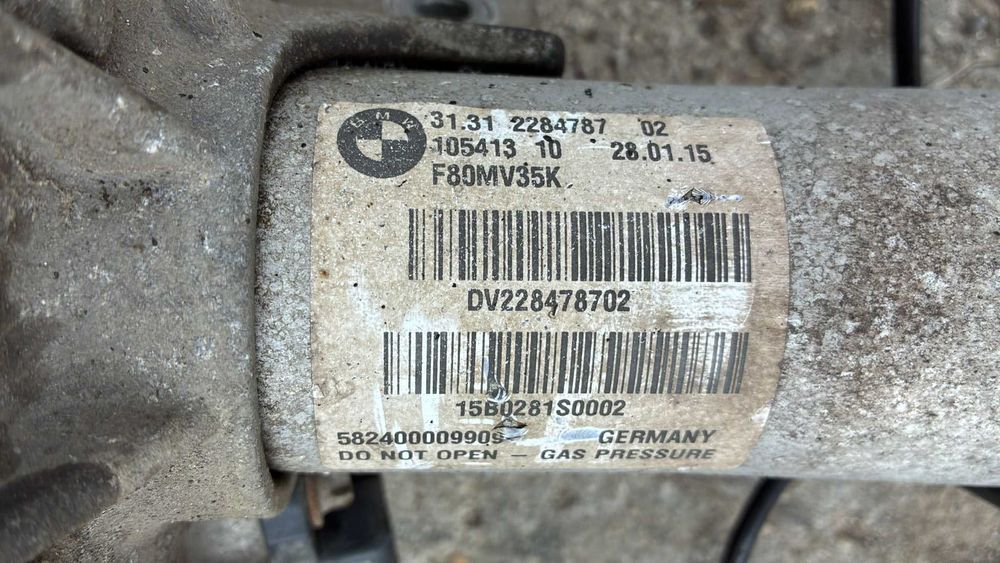 BMW
31.31 2284787 02
105413 10 28.01.15
F80MV35K
DV228478702
15B0281S0002
582400009909 GERMANY
DO NOT OPEN – GAS PRESSURE